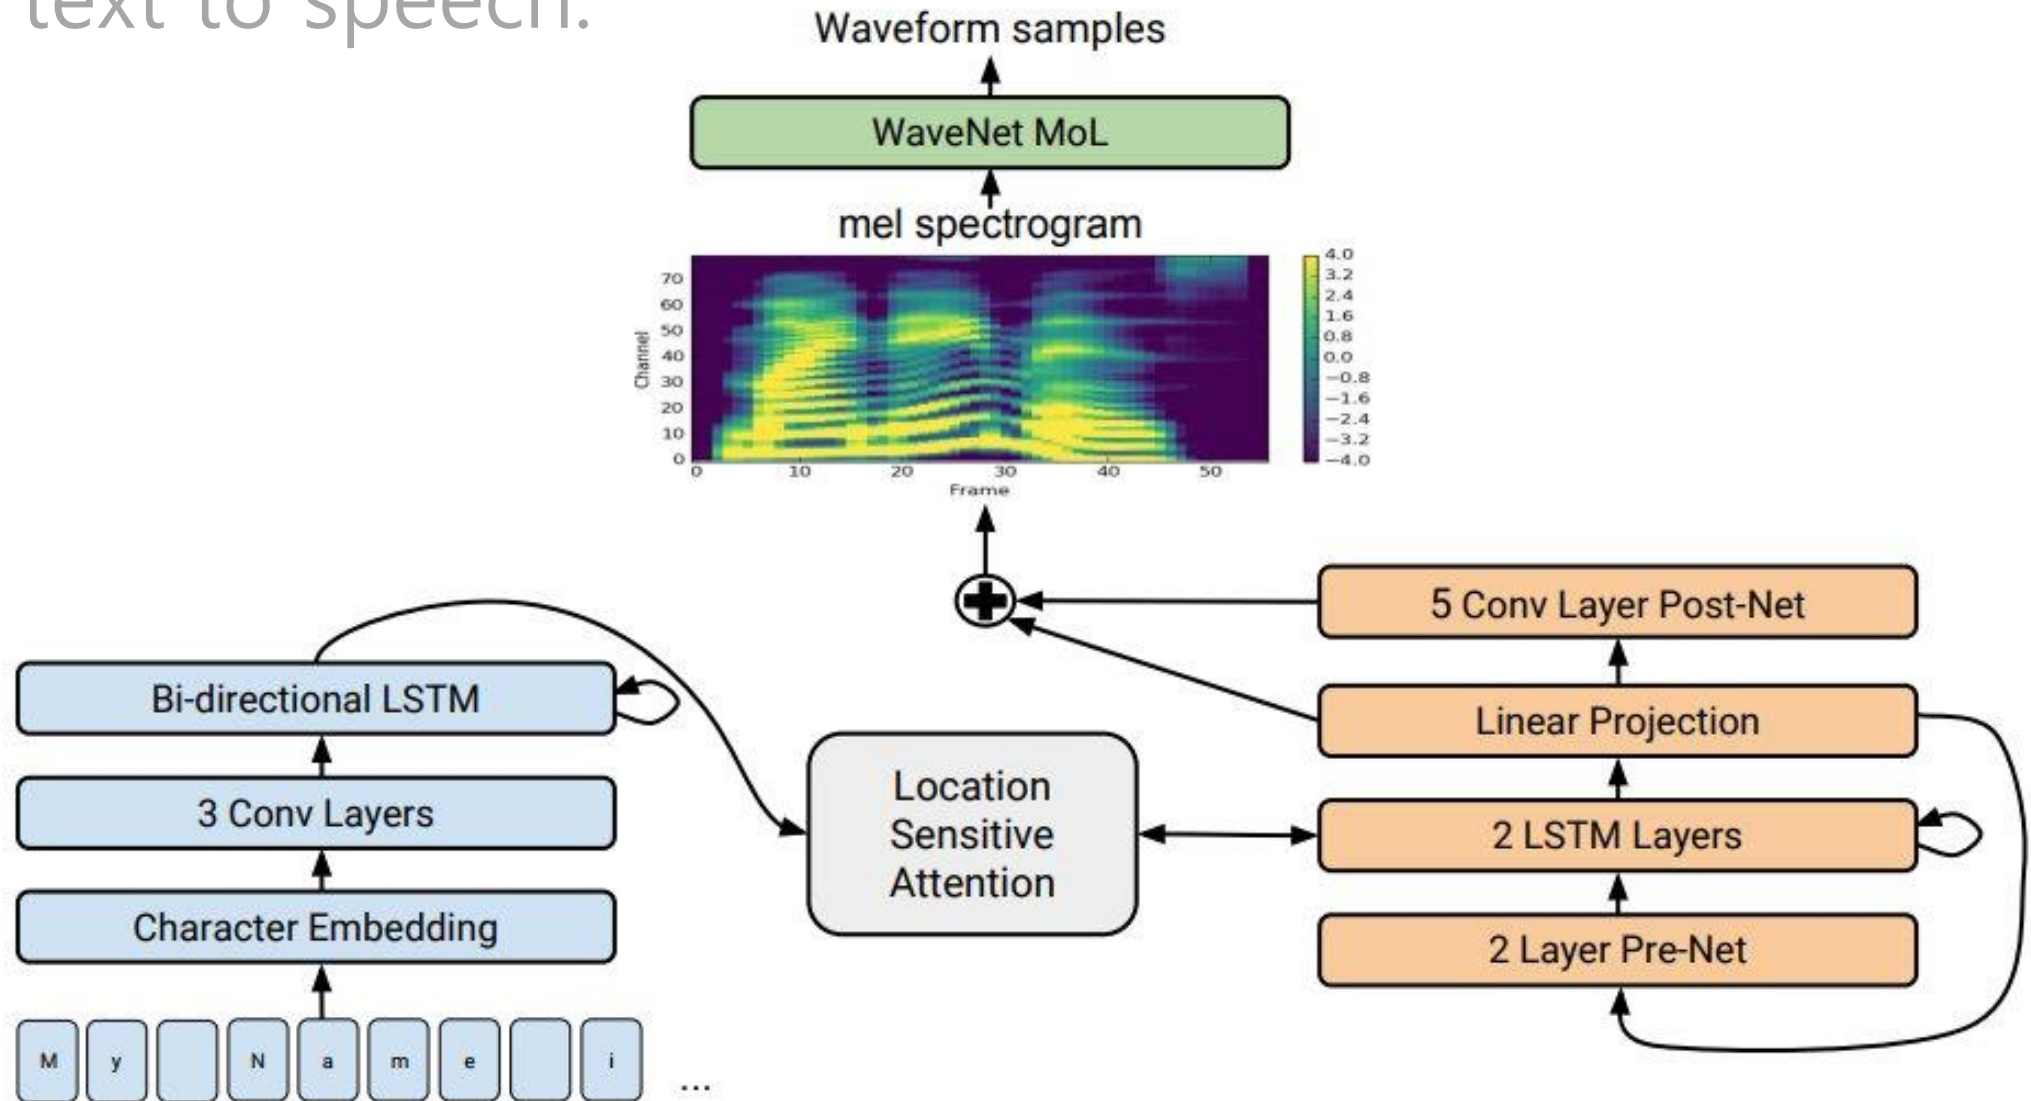 text to speech.
Waveform samples
WaveNet MoL
mel spectrogram
Channel
70
60
50
40
30
20
10
0
0 10 20 30 40 50
Frame
4.0
3.2
2.4
1.6
0.8
0.0
−0.8
−1.6
−2.4
−3.2
−4.0
5 Conv Layer Post-Net
Linear Projection
2 LSTM Layers
2 Layer Pre-Net
Location
Sensitive
Attention
Bi-directional LSTM
3 Conv Layers
Character Embedding
M y N a m e i ...